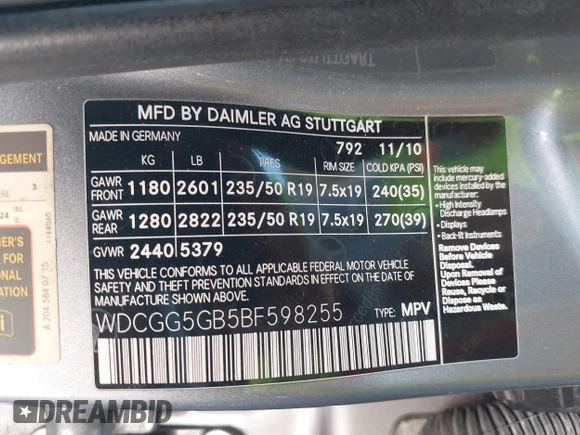 MFD BY DAIMLER AG STUTTGART
MADE IN GERMANY
792 11/10
KG LB TIRES RIM SIZE COLD KPA (PSI)
GAWR FRONT 1180 2601 235/50 R19 7.5x19 240(35)
GAWR REAR 1280 2822 235/50 R19 7.5x19 270(39)
GVWR 2440 5379
THIS VEHICLE CONFORMS TO ALL APPLICABLE FEDERAL MOTOR VEHICLE
SAFETY AND THEFT PREVENTION STANDARDS IN EFFECT ON THE DATE
OF MANUFACTURE SHOWN ABOVE.
WDCGG5GB5BF598255
TYPE: MPV
This vehicle may
include mercury-added
devices installed by the
manufacturer:
• High Intensity
Discharge Headlamps
• Displays
• Back-lit Instruments
Remove Devices
Before Vehicle
Disposal.
Upon Removal of
Devices Please
Reuse, Recycle
or Dispose as
Hazardous Waste.
AGEMENT
3
24
lbs
A 204 584 07 15
DREAMBID